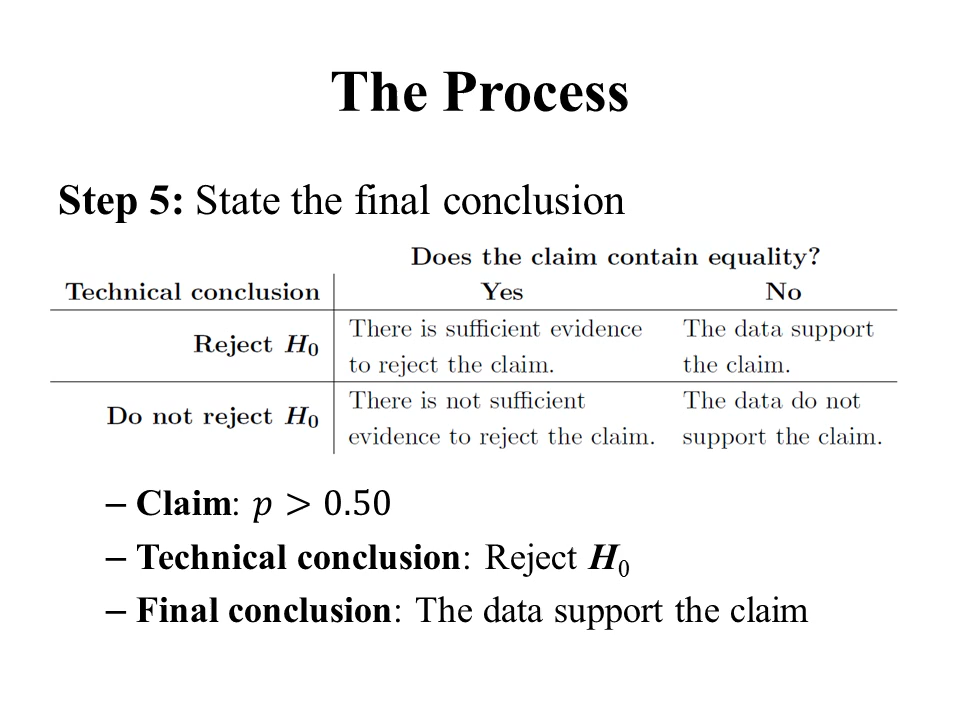 The Process
Step 5: State the final conclusion
Does the claim contain equality?
Technical conclusion Yes No
Reject H₀ There is sufficient evidence to reject the claim. The data support the claim.
Do not reject H₀ There is not sufficient evidence to reject the claim. The data do not support the claim.
– Claim: 𝑝 > 0.50
– Technical conclusion: Reject H₀
– Final conclusion: The data support the claim